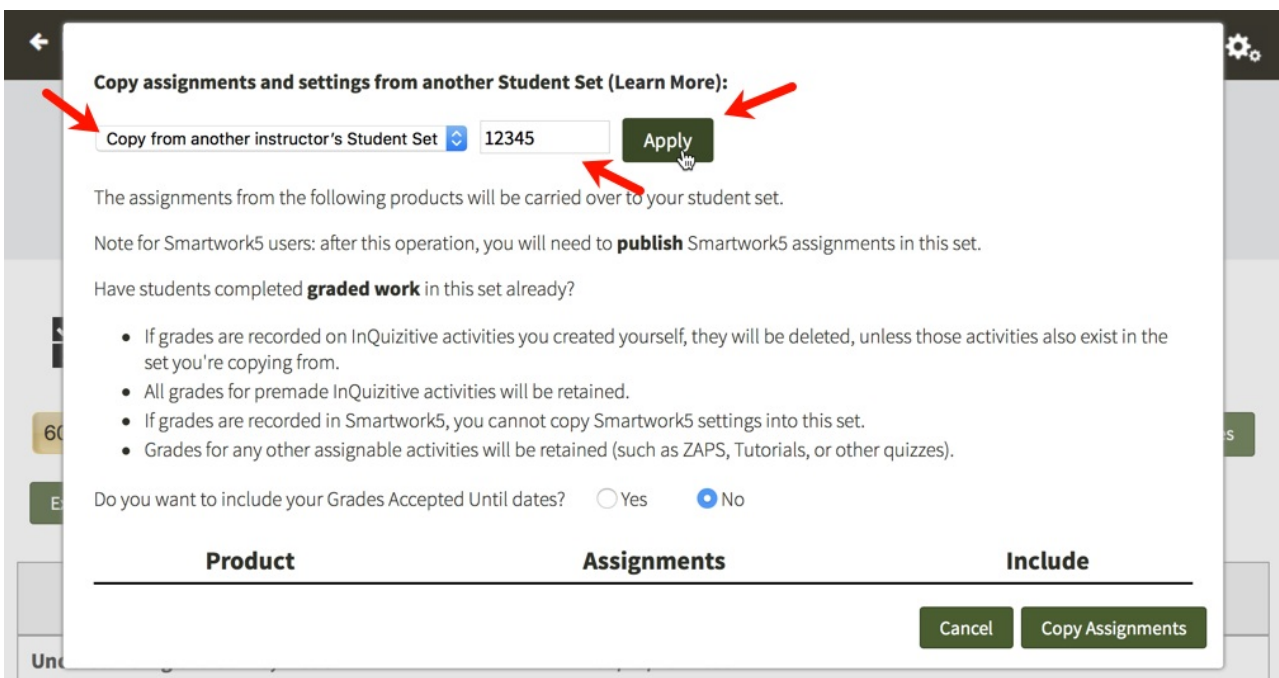 Copy assignments and settings from another Student Set (Learn More):
Copy from another instructor's Student Set 12345 Apply
The assignments from the following products will be carried over to your student set.
Note for Smartwork5 users: after this operation, you will need to publish Smartwork5 assignments in this set.
Have students completed graded work in this set already?
• If grades are recorded on InQuizitive activities you created yourself, they will be deleted, unless those activities also exist in the
set you're copying from.
• All grades for premade InQuizitive activities will be retained.
• If grades are recorded in Smartwork5, you cannot copy Smartwork5 settings into this set.
• Grades for any other assignable activities will be retained (such as ZAPS, Tutorials, or other quizzes).
Do you want to include your Grades Accepted Until dates? Yes No
Product Assignments Include
Cancel Copy Assignments